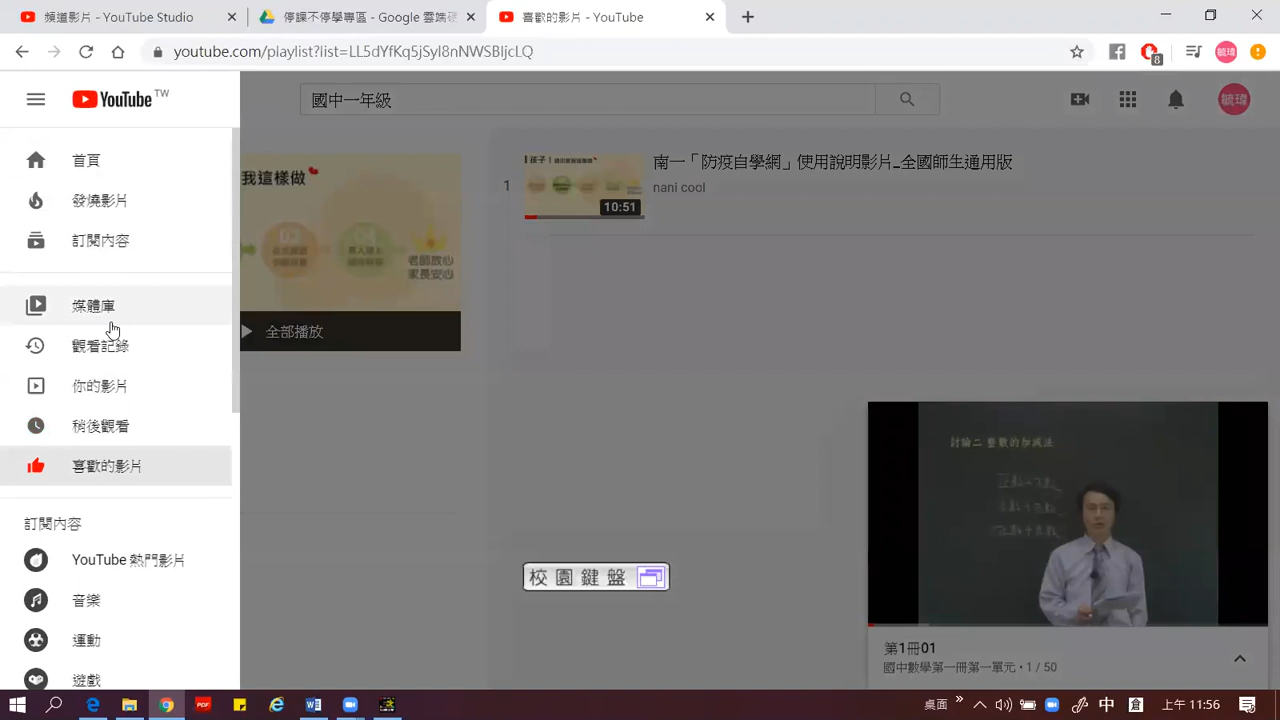 頻道影片 - YouTube Studio
停課不停學專區 - Google 雲端硬
喜歡的影片 - YouTube
youtube.com/playlist?list=LL5dYfKq5jSyl8nNWSBIjcLQ
8
毓瑋
YouTube TW
國中一年級
毓瑋
首頁
發燒影片
訂閱內容
媒體庫
觀看記錄
你的影片
稍後觀看
喜歡的影片
訂閱內容
YouTube 熱門影片
音樂
運動
遊戲
我這樣做
老師放心
家長安心
全部播放
1
10:51
南一「防疫自學網」使用說明影片_全國師生通用版
nani cool
討論二 整數的加減法
第1冊01
國中數學第一冊第一單元 • 1 / 50
校園鍵盤
PDF
桌面
中
倉
上午 11:56